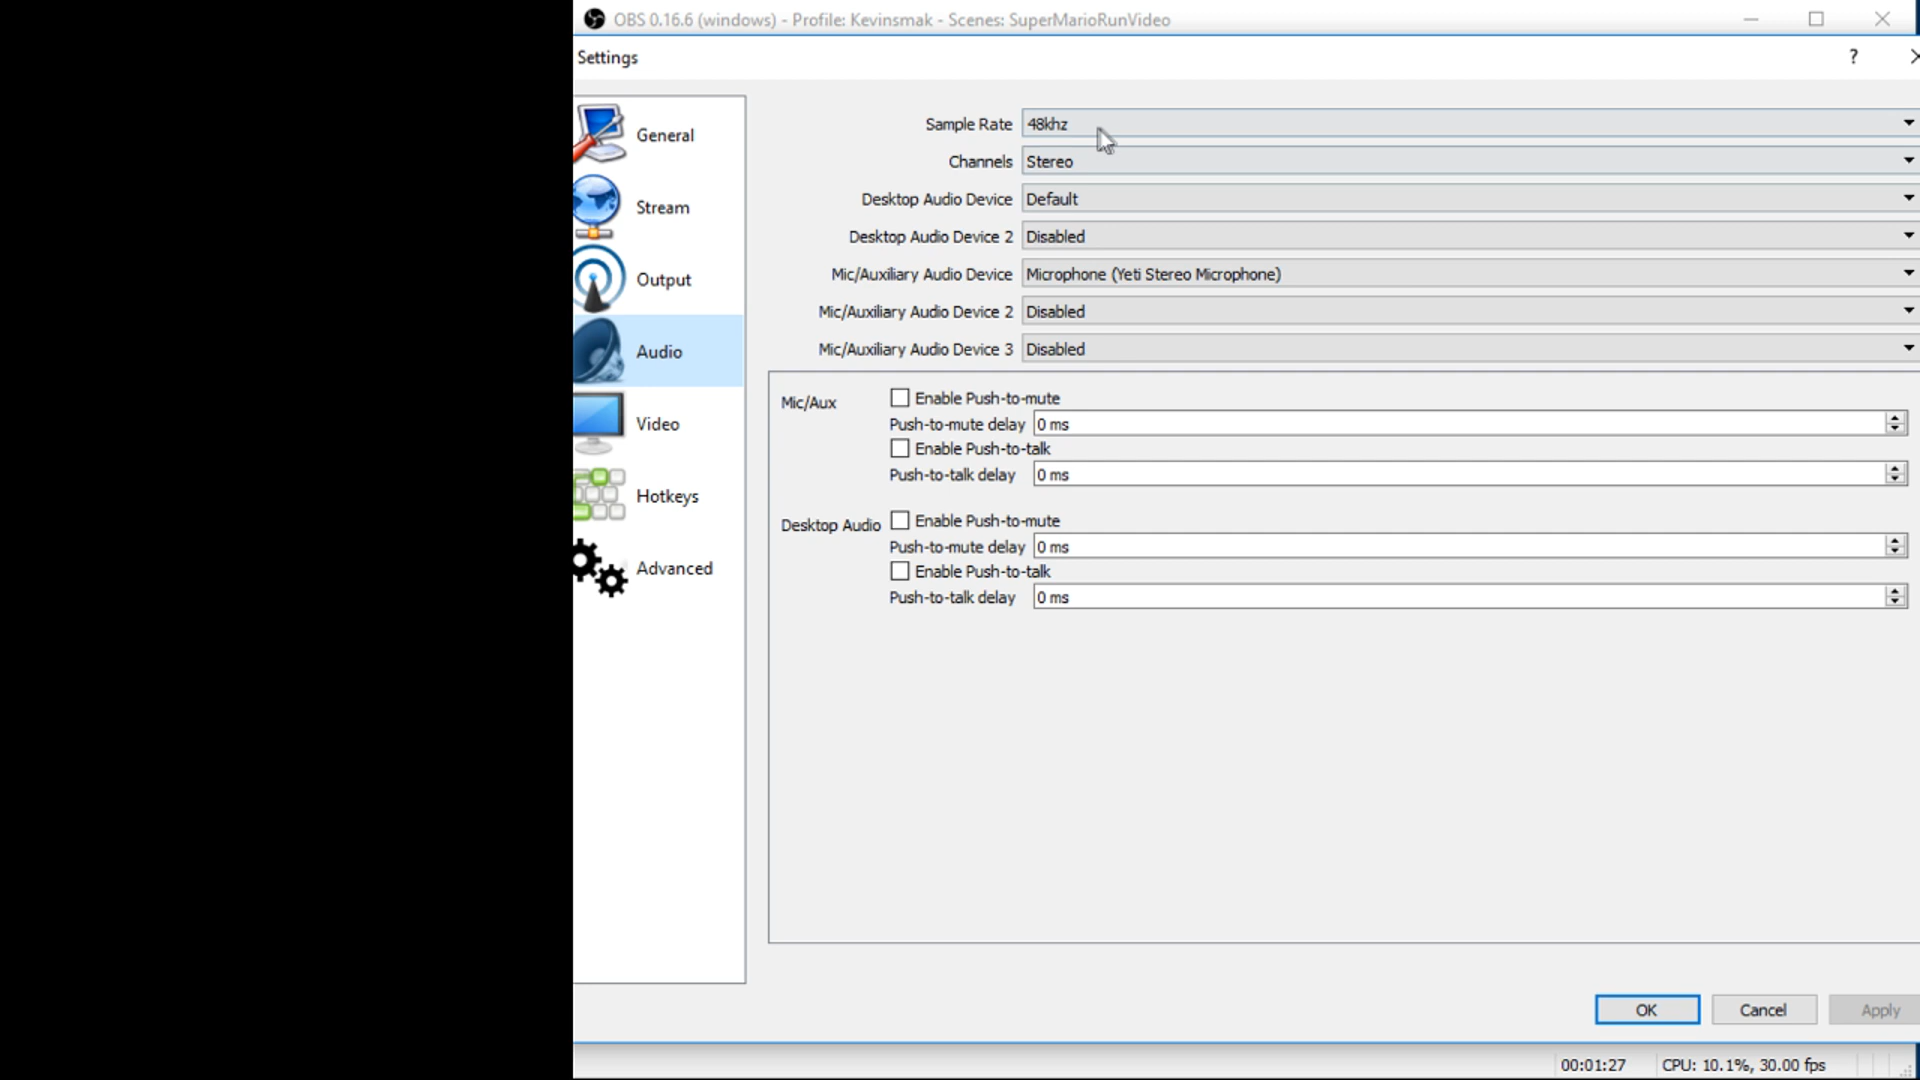 OBS 0.16.6 (windows) - Profile: Kevinsmak - Scenes: SuperMarioRunVideo
Settings
?
General
Stream
Output
Audio
Video
Hotkeys
Advanced
Sample Rate 48khz
Channels Stereo
Desktop Audio Device Default
Desktop Audio Device 2 Disabled
Mic/Auxiliary Audio Device Microphone (Yeti Stereo Microphone)
Mic/Auxiliary Audio Device 2 Disabled
Mic/Auxiliary Audio Device 3 Disabled
Mic/Aux Enable Push-to-mute
Push-to-mute delay 0 ms
Enable Push-to-talk
Push-to-talk delay 0 ms
Desktop Audio Enable Push-to-mute
Push-to-mute delay 0 ms
Enable Push-to-talk
Push-to-talk delay 0 ms
OK Cancel Apply
00:01:27 CPU: 10.1%, 30.00 fps